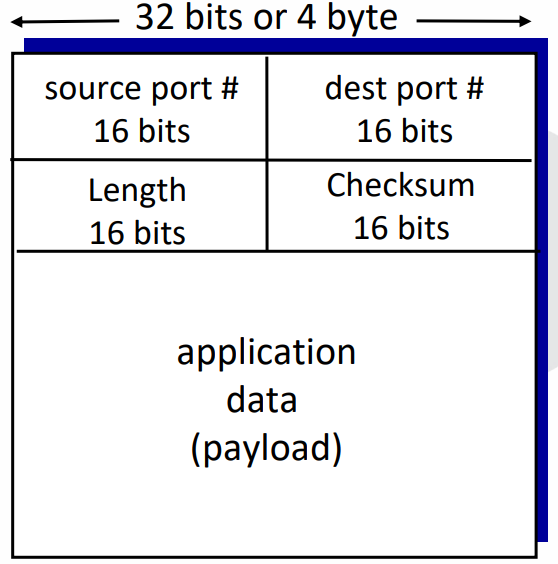 32 bits or 4 byte
source port #
16 bits
dest port #
16 bits
Length
16 bits
Checksum
16 bits
application
data
(payload)